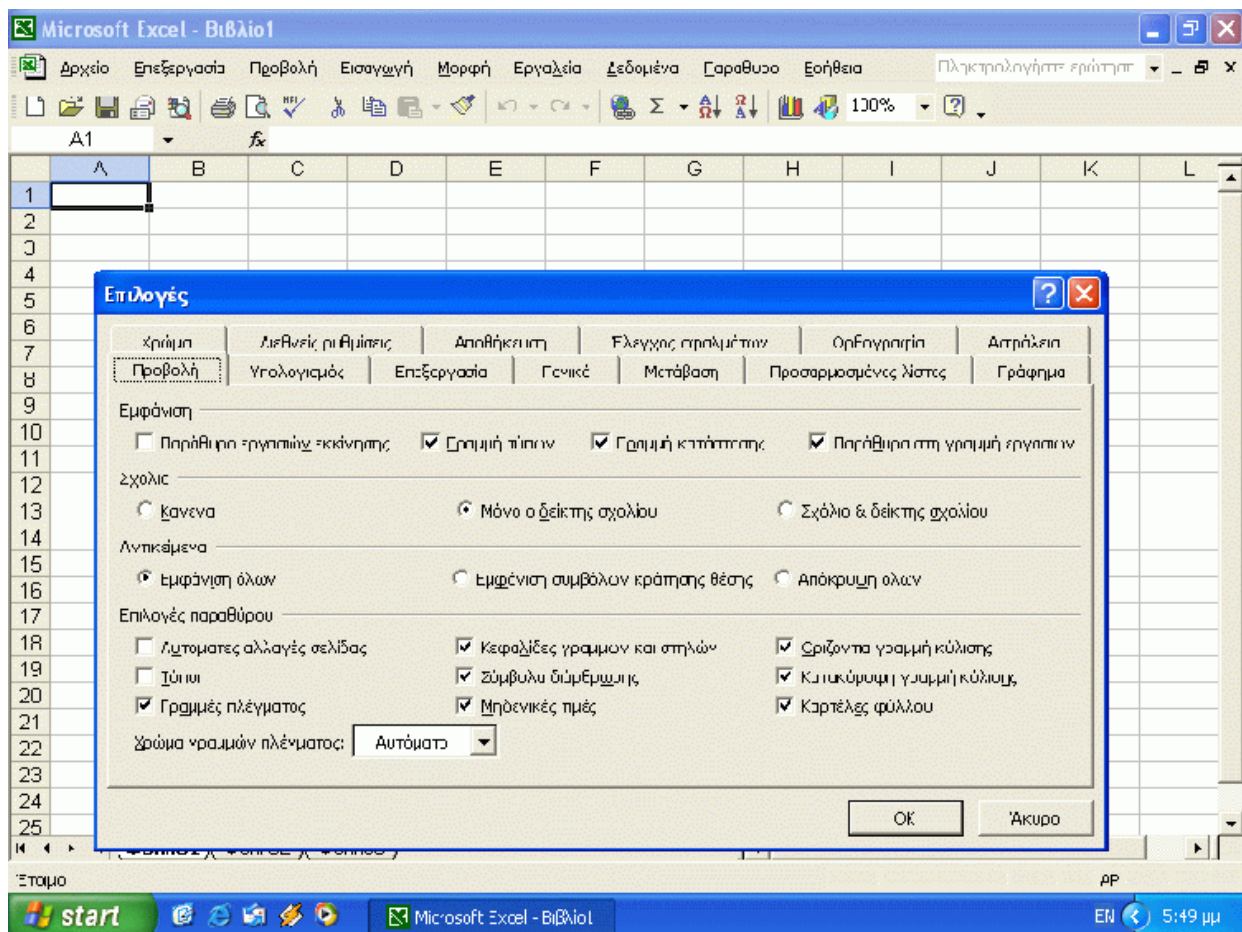 Microsoft Excel - Βιβλίο1
Αρχείο Επεξεργασία Προβολή Εισαγωγή Μορφή Εργαλεία Δεδομένα Παράθυρο Βοήθεια Πληκτρολογήστε ερώτηση
100%
A1 fx
A B C D E F G H I J K L
1
2
3
4
5
6
7
8
9
10
11
12
13
14
15
16
17
18
19
20
21
22
23
24
25
Επιλογές
Χρώμα Διεθνείς ρυθμίσεις Αποθήκευση Έλεγχος σφαλμάτων Ορθογραφία Ασφάλεια
Προβολή Υπολογισμός Επεξεργασία Γενικά Μετάβαση Προσαρμοσμένες λίστες Γράφημα
Εμφάνιση
Παράθυρο εργασιών εκκίνησης Γραμμή τύπων Γραμμή κατάστασης Παράθυρα στη γραμμή εργασιών
Σχόλια
Κανένα Μόνο ο δείκτης σχολίου Σχόλιο & δείκτης σχολίου
Αντικείμενα
Εμφάνιση όλων Εμφάνιση συμβόλων κράτησης θέσης Απόκρυψη όλων
Επιλογές παραθύρου
Αυτόματες αλλαγές σελίδας Κεφαλίδες γραμμών και στηλών Οριζόντια γραμμή κύλισης
Τύποι Σύμβολα διάρθρωσης Κατακόρυφη γραμμή κύλισης
Γραμμές πλέγματος Μηδενικές τιμές Καρτέλες φύλλου
Χρώμα γραμμών πλέγματος: Αυτόματο
OK Άκυρο
Έτοιμο
start Microsoft Excel - Βιβλίο1 EN 5:49 μμ